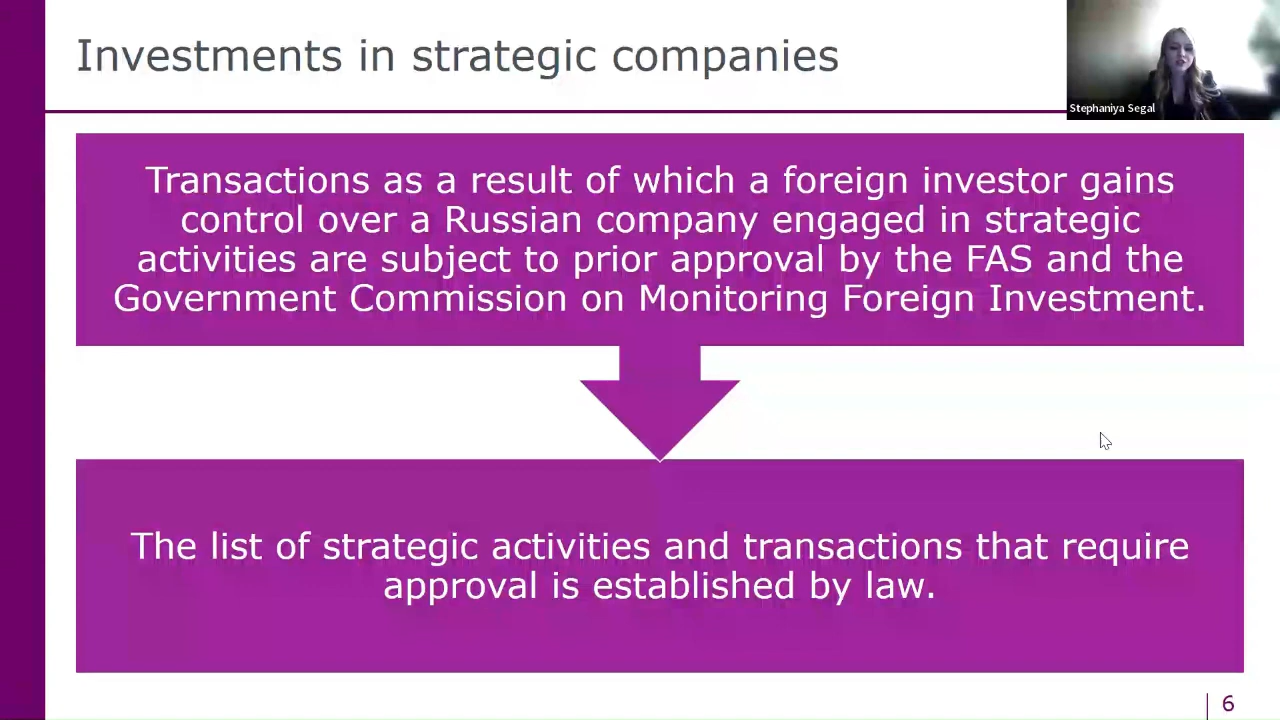 Investments in strategic companies
Stephaniya Segal
Transactions as a result of which a foreign investor gains
control over a Russian company engaged in strategic
activities are subject to prior approval by the FAS and the
Government Commission on Monitoring Foreign Investment.
The list of strategic activities and transactions that require
approval is established by law.
6